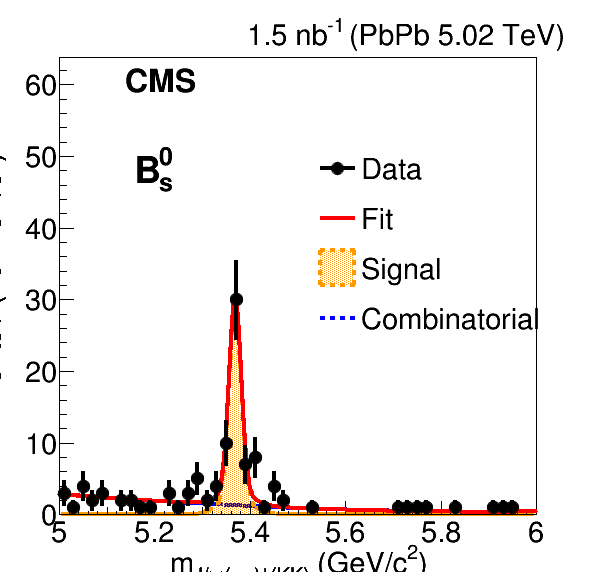 1.5 nb⁻¹ (PbPb 5.02 TeV)
60
CMS
50
B⁰ₛ
Data
40
Fit
Signal
30
Combinatorial
20
10
0
5 5.2 5.4 5.6 5.8 6
(GeV/c²)